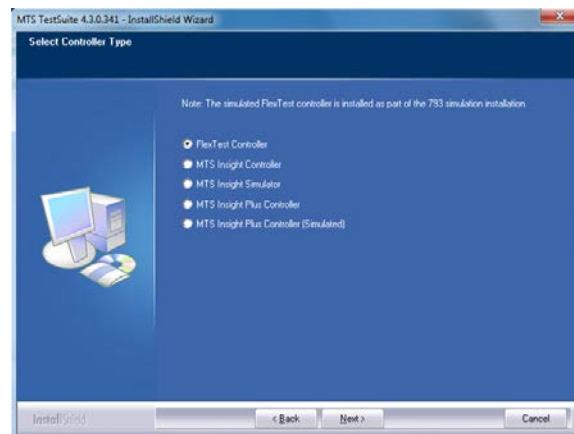 MTS TestSuite 4.3.0.341 - InstallShield Wizard
Select Controller Type
Note: The simulated FlexTest controller is installed as part of the 793 simulation installation.
FlexTest Controller
MTS Insight Controller
MTS Insight Simulator
MTS Insight Plus Controller
MTS Insight Plus Controller (Simulated)
InstallShield
< Back
Next >
Cancel